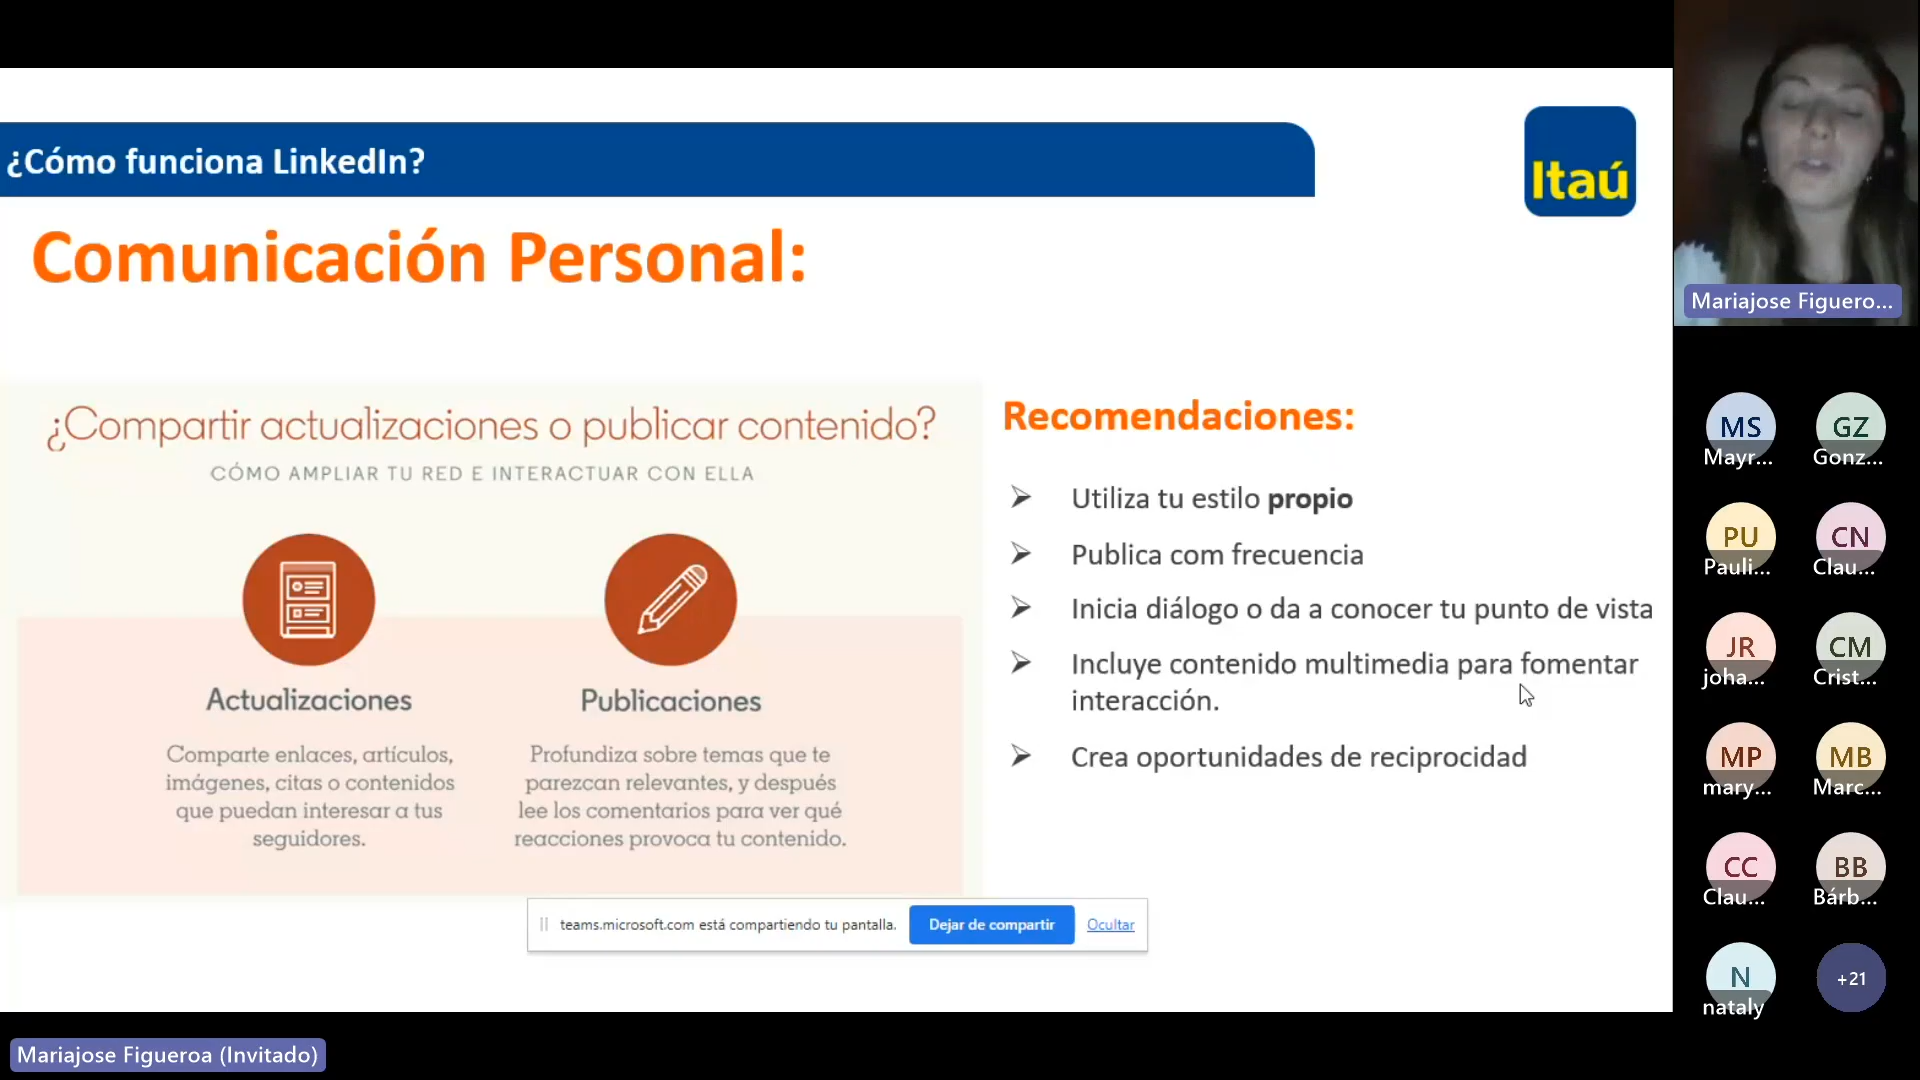 ¿Cómo funciona LinkedIn?
Itaú
Comunicación Personal:
¿Compartir actualizaciones o publicar contenido?
CÓMO AMPLIAR TU RED E INTERACTUAR CON ELLA
Actualizaciones
Comparte enlaces, artículos,
imágenes, citas o contenidos
que puedan interesar a tus
seguidores.
Publicaciones
Profundiza sobre temas que te
parezcan relevantes, y después
lee los comentarios para ver qué
reacciones provoca tu contenido.
Recomendaciones:
Utiliza tu estilo propio
Publica com frecuencia
Inicia diálogo o da a conocer tu punto de vista
Incluye contenido multimedia para fomentar
interacción.
Crea oportunidades de reciprocidad
teams.microsoft.com está compartiendo tu pantalla.
Dejar de compartir
Ocultar
Mariajose Figueroa (Invitado)
Mariajose Figuero...
MS
Mayr...
GZ
Gonz...
PU
Pauli...
CN
Clau...
JR
joha...
CM
Crist...
MP
mary...
MB
Marc...
CC
Clau...
BB
Bárb...
N
nataly
+21